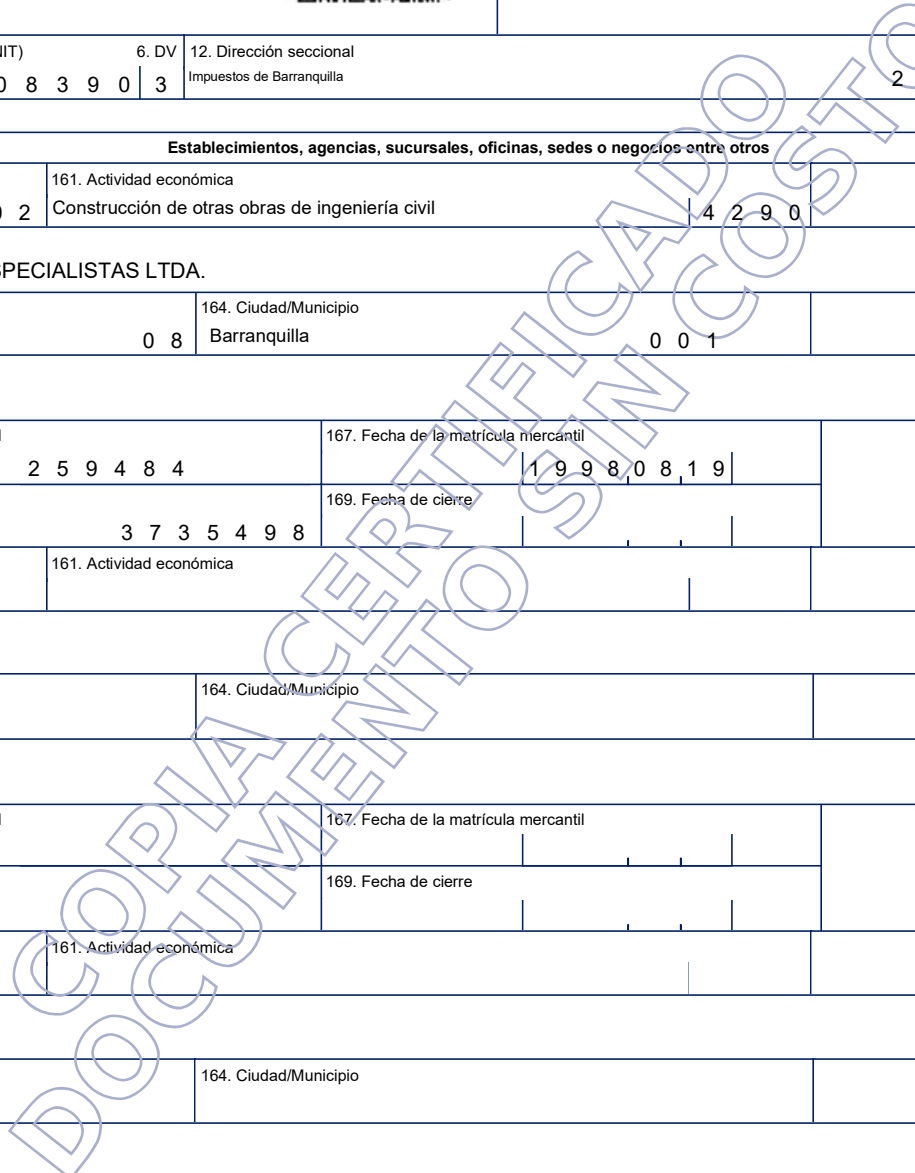 NIT) 6. DV 12. Dirección seccional
0 8 3 9 0 3 Impuestos de Barranquilla 2
Establecimientos, agencias, sucursales, oficinas, sedes o negocios entre otros
161. Actividad económica
2 Construcción de otras obras de ingeniería civil 4 2 9 0
SPECIALISTAS LTDA.
164. Ciudad/Municipio
0 8 Barranquilla 0 0 1
167. Fecha de la matrícula mercantil
2 5 9 4 8 4 1 9 9 8 0 8 1 9
169. Fecha de cierre
3 7 3 5 4 9 8
161. Actividad económica
164. Ciudad/Municipio
167. Fecha de la matrícula mercantil
169. Fecha de cierre
161. Actividad económica
164. Ciudad/Municipio
COPIA CERTIFICADO
DOCUMENTO SIN COSTO